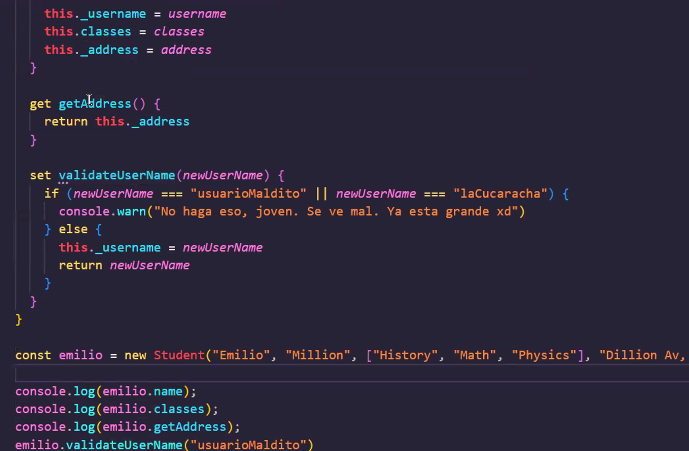 this._username = username
this.classes = classes
this._address = address
}
get getAddress() {
return this._address
}
set validateUserName(newUserName) {
if (newUserName === "usuarioMaldito" || newUserName === "laCucaracha") {
console.warn("No haga eso, joven. Se ve mal. Ya esta grande xd")
} else {
this._username = newUserName
return newUserName
}
}
}
const emilio = new Student("Emilio", "Million", ["History", "Math", "Physics"], "Dillion Av,
console.log(emilio.name);
console.log(emilio.classes);
console.log(emilio.getAddress);
emilio.validateUserName("usuarioMaldito")